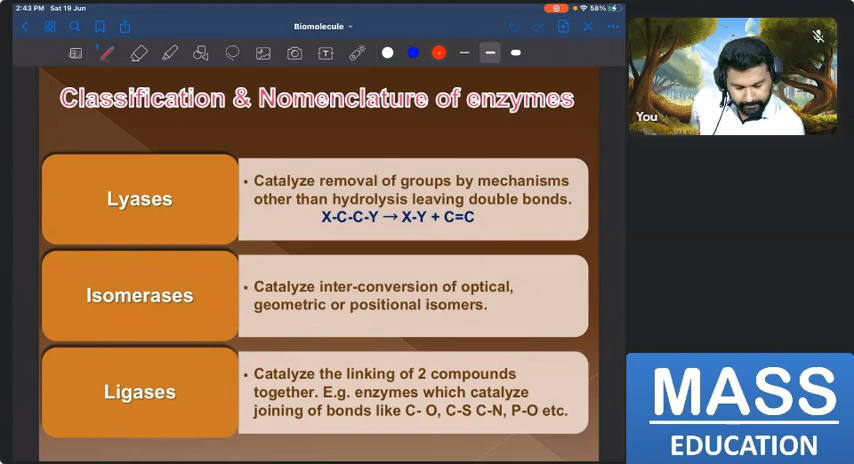 2:43 PM Sat 19 Jun
58%
Biomolecule
Classification & Nomenclature of enzymes
Lyases
• Catalyze removal of groups by mechanisms
other than hydrolysis leaving double bonds.
X-C-C-Y → X-Y + C=C
Isomerases
• Catalyze inter-conversion of optical,
geometric or positional isomers.
Ligases
• Catalyze the linking of 2 compounds
together. E.g. enzymes which catalyze
joining of bonds like C- O, C-S C-N, P-O etc.
You
MASS
EDUCATION